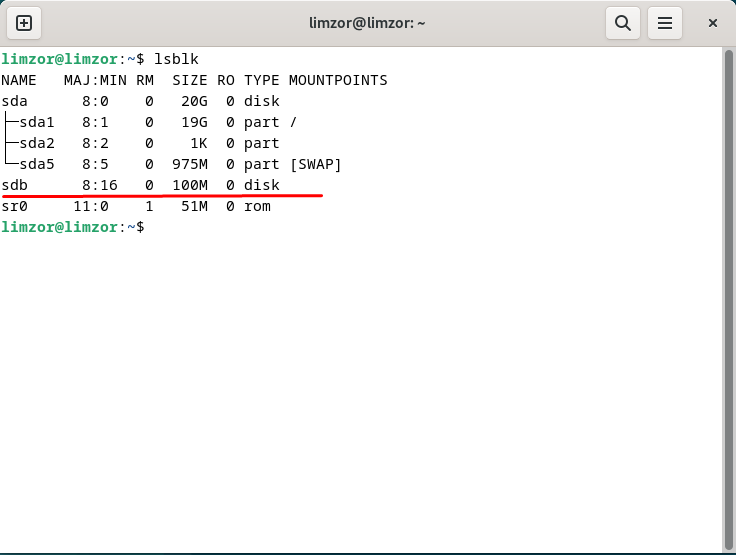 limzor@limzor: ~
limzor@limzor:~$ lsblk
NAME   MAJ:MIN RM  SIZE RO TYPE MOUNTPOINTS
sda      8:0    0   20G  0 disk
├─sda1   8:1    0   19G  0 part /
├─sda2   8:2    0    1K  0 part
└─sda5   8:5    0  975M  0 part [SWAP]
sdb      8:16   0  100M  0 disk
sr0     11:0    1   51M  0 rom
limzor@limzor:~$